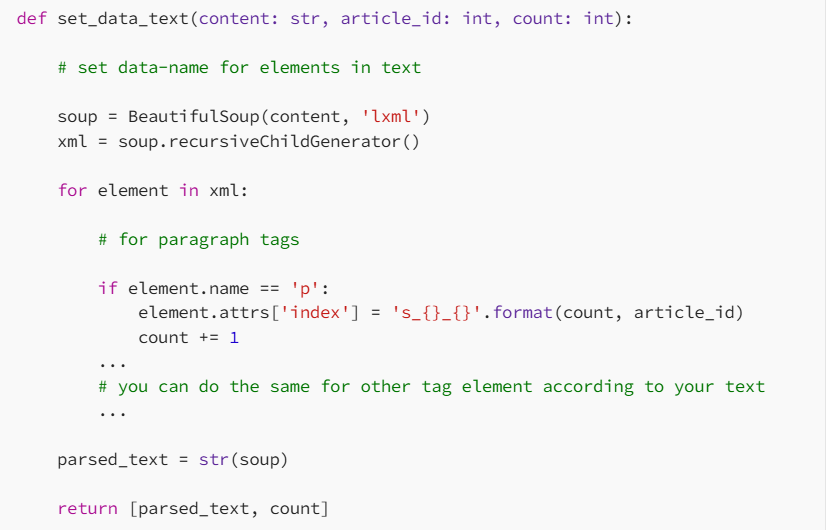 def set_data_text(content: str, article_id: int, count: int):
# set data-name for elements in text
soup = BeautifulSoup(content, 'lxml')
xml = soup.recursiveChildGenerator()
for element in xml:
# for paragraph tags
if element.name == 'p':
element.attrs['index'] = 's_{}_{}'.format(count, article_id)
count += 1
...
# you can do the same for other tag element according to your text
...
parsed_text = str(soup)
return [parsed_text, count]